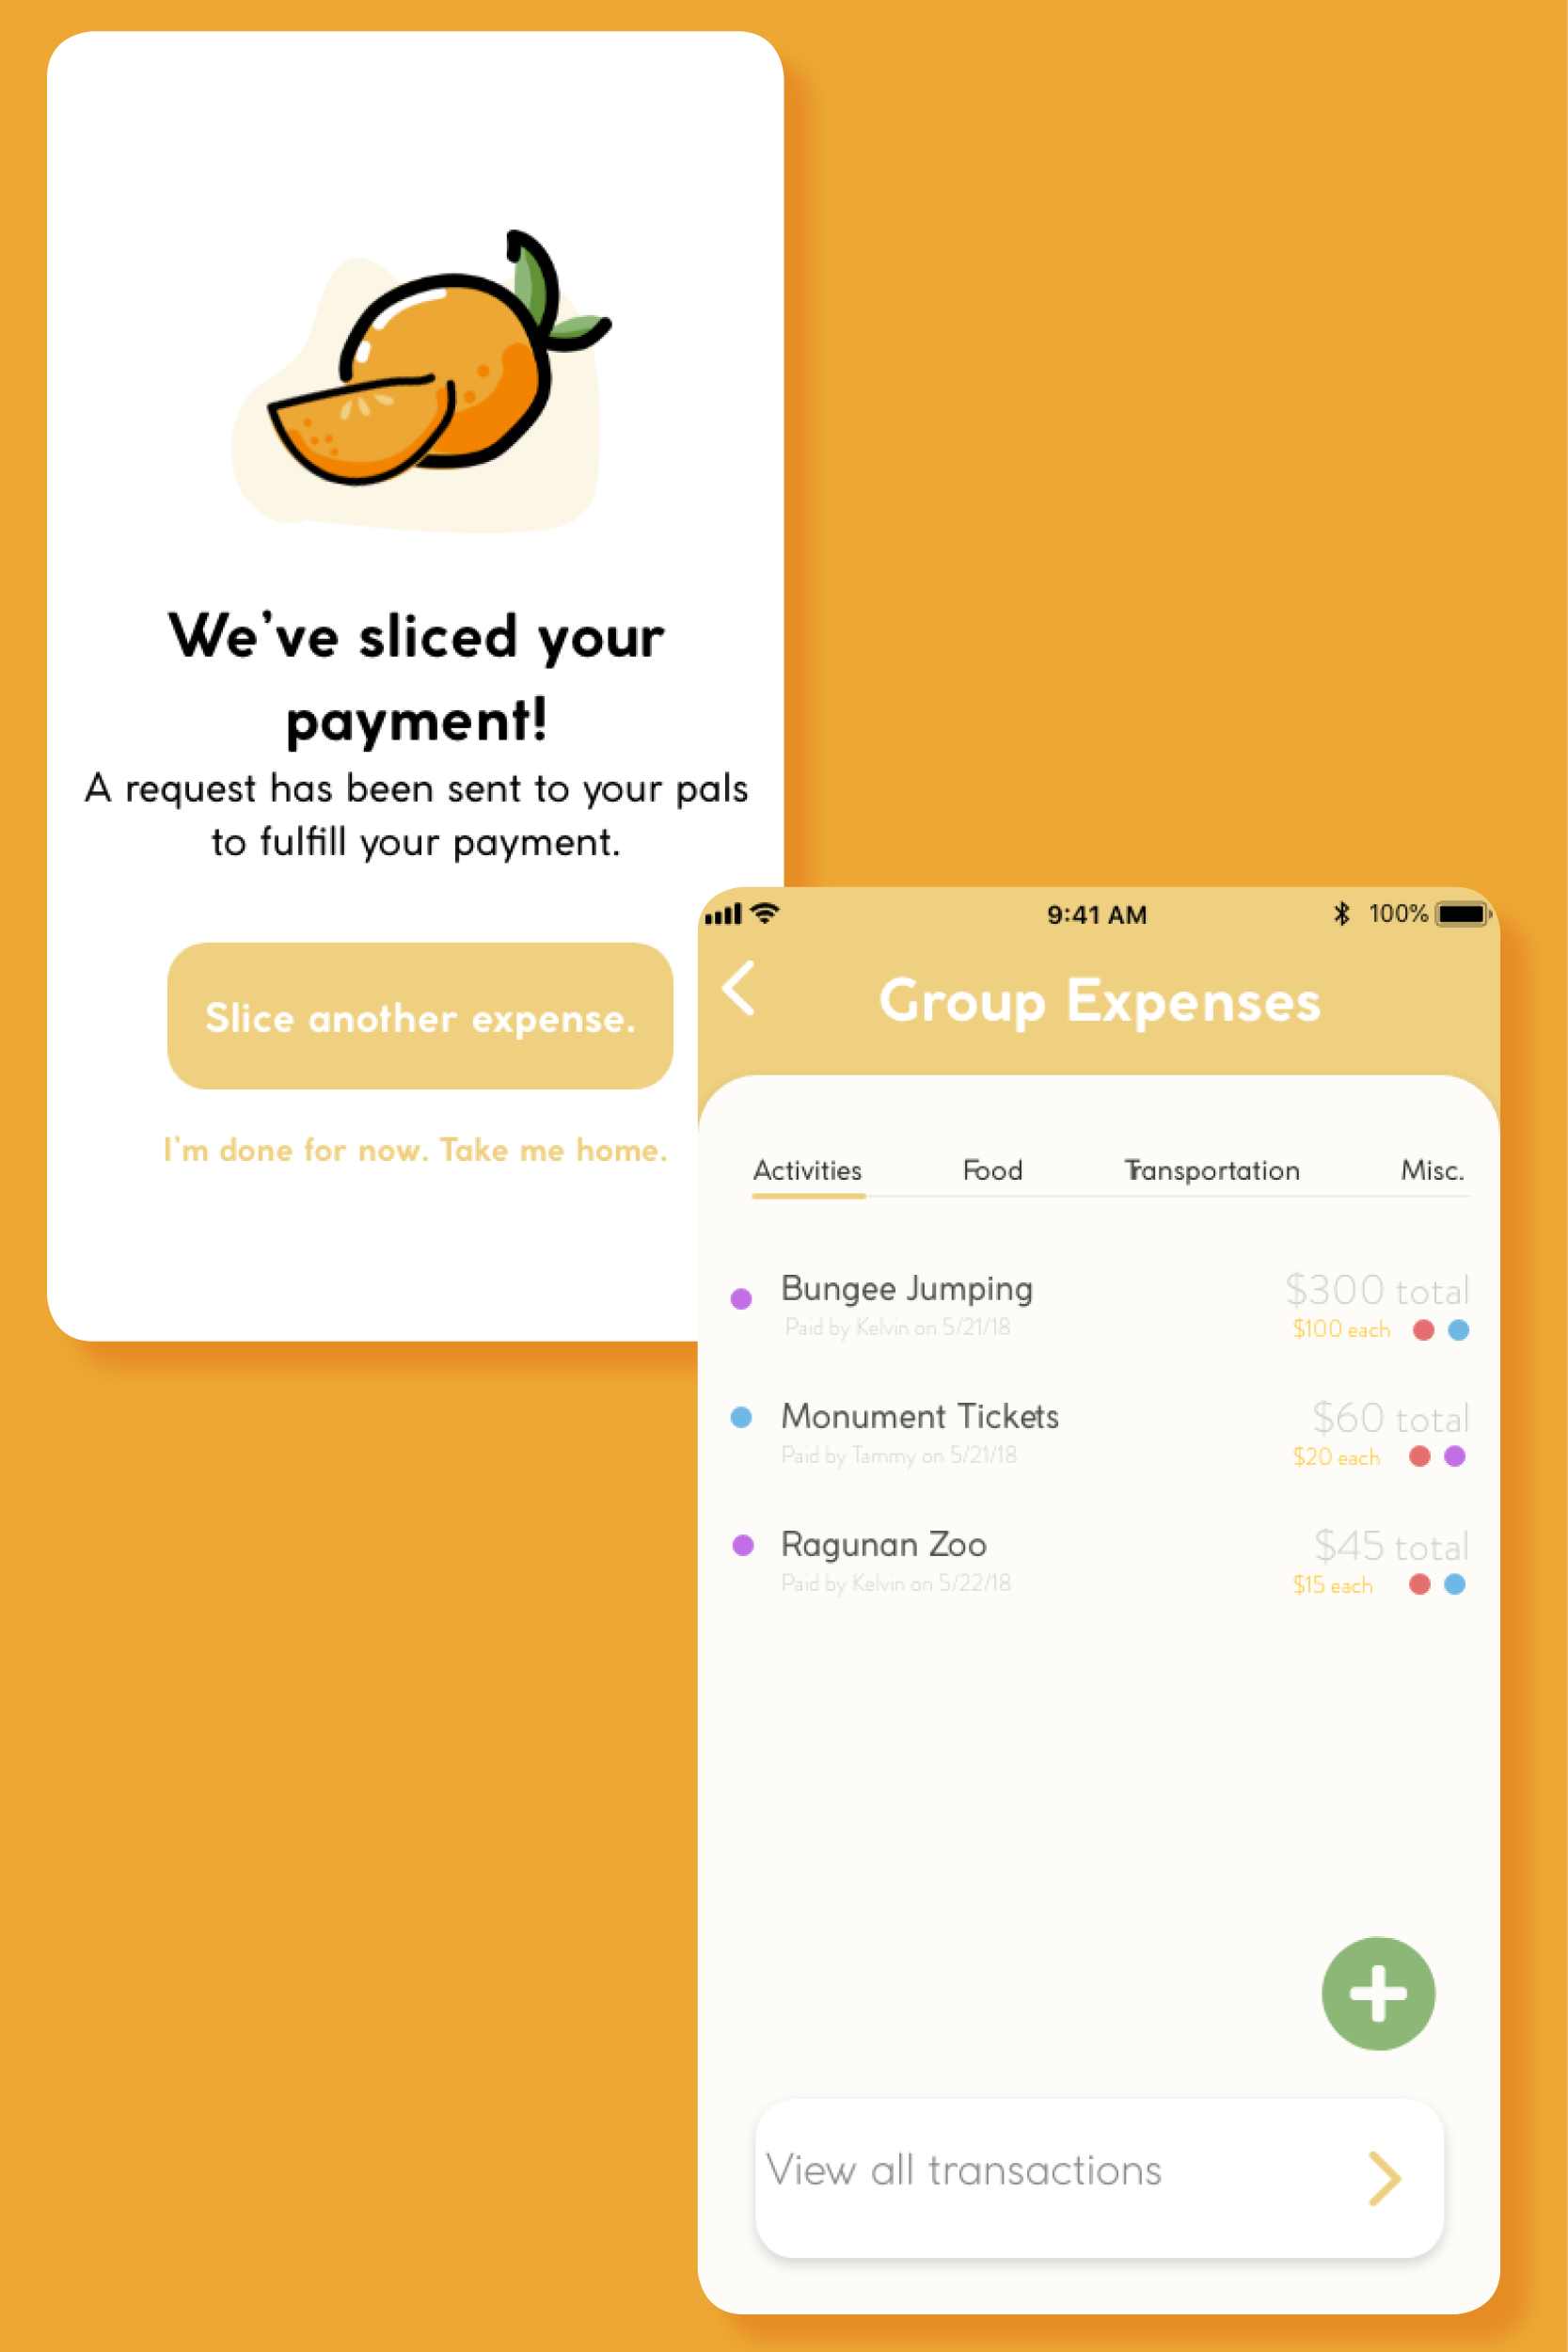 We've sliced your
payment!
A request has been sent to your pals
to fulfill your payment.
Slice another expense.
I'm done for now. Take me home.
9:41 AM 100%
Group Expenses
Activities Food Transportation Misc.
Bungee Jumping $300 total
Paid by Kelvin on 5/21/18 $100 each
Monument Tickets $60 total
Paid by Tammy on 5/21/18 $20 each
Ragunan Zoo $45 total
Paid by Kelvin on 5/22/18 $15 each
View all transactions